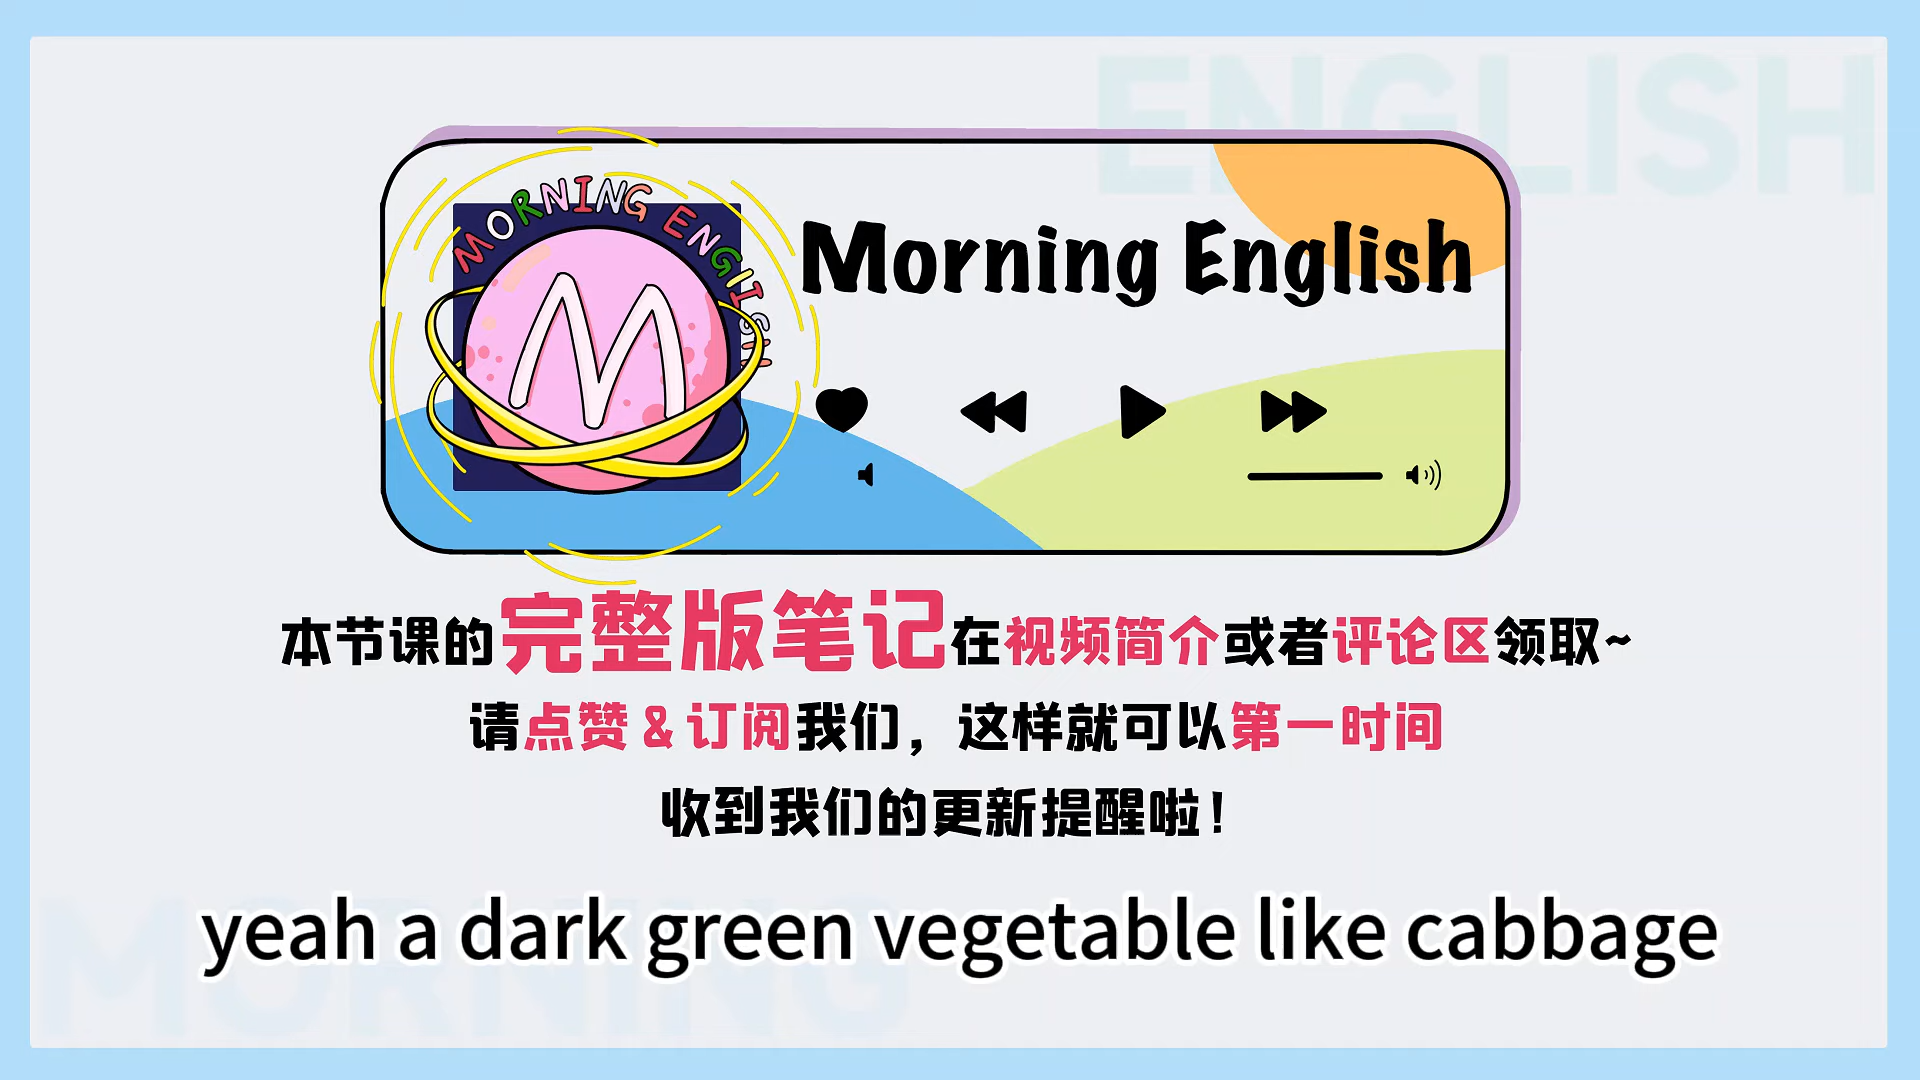 ENGLISH
MORNING ENGLISH
M
Morning English
本节课的完整版笔记在视频简介或者评论区领取~
请点赞&订阅我们，这样就可以第一时间
收到我们的更新提醒啦！
MORNING
yeah a dark green vegetable like cabbage